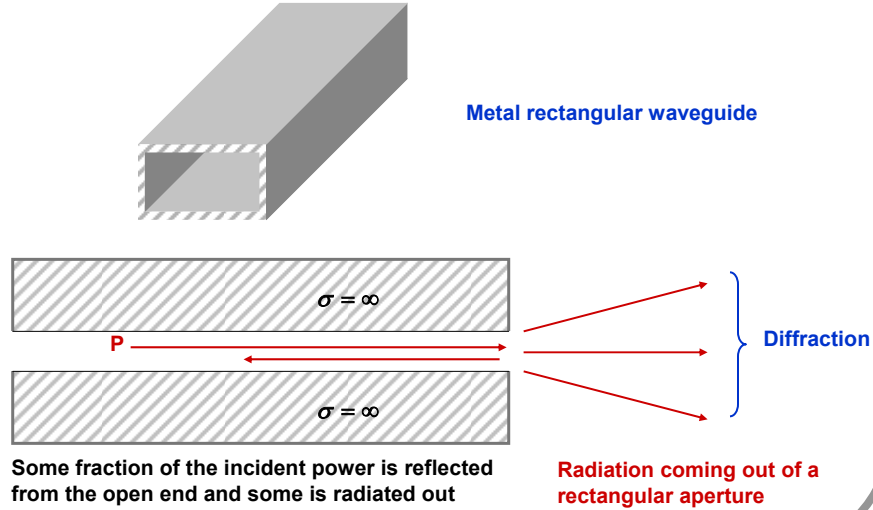 Metal rectangular waveguide
σ = ∞
P
Diffraction
σ = ∞
Some fraction of the incident power is reflected
from the open end and some is radiated out
Radiation coming out of a
rectangular aperture